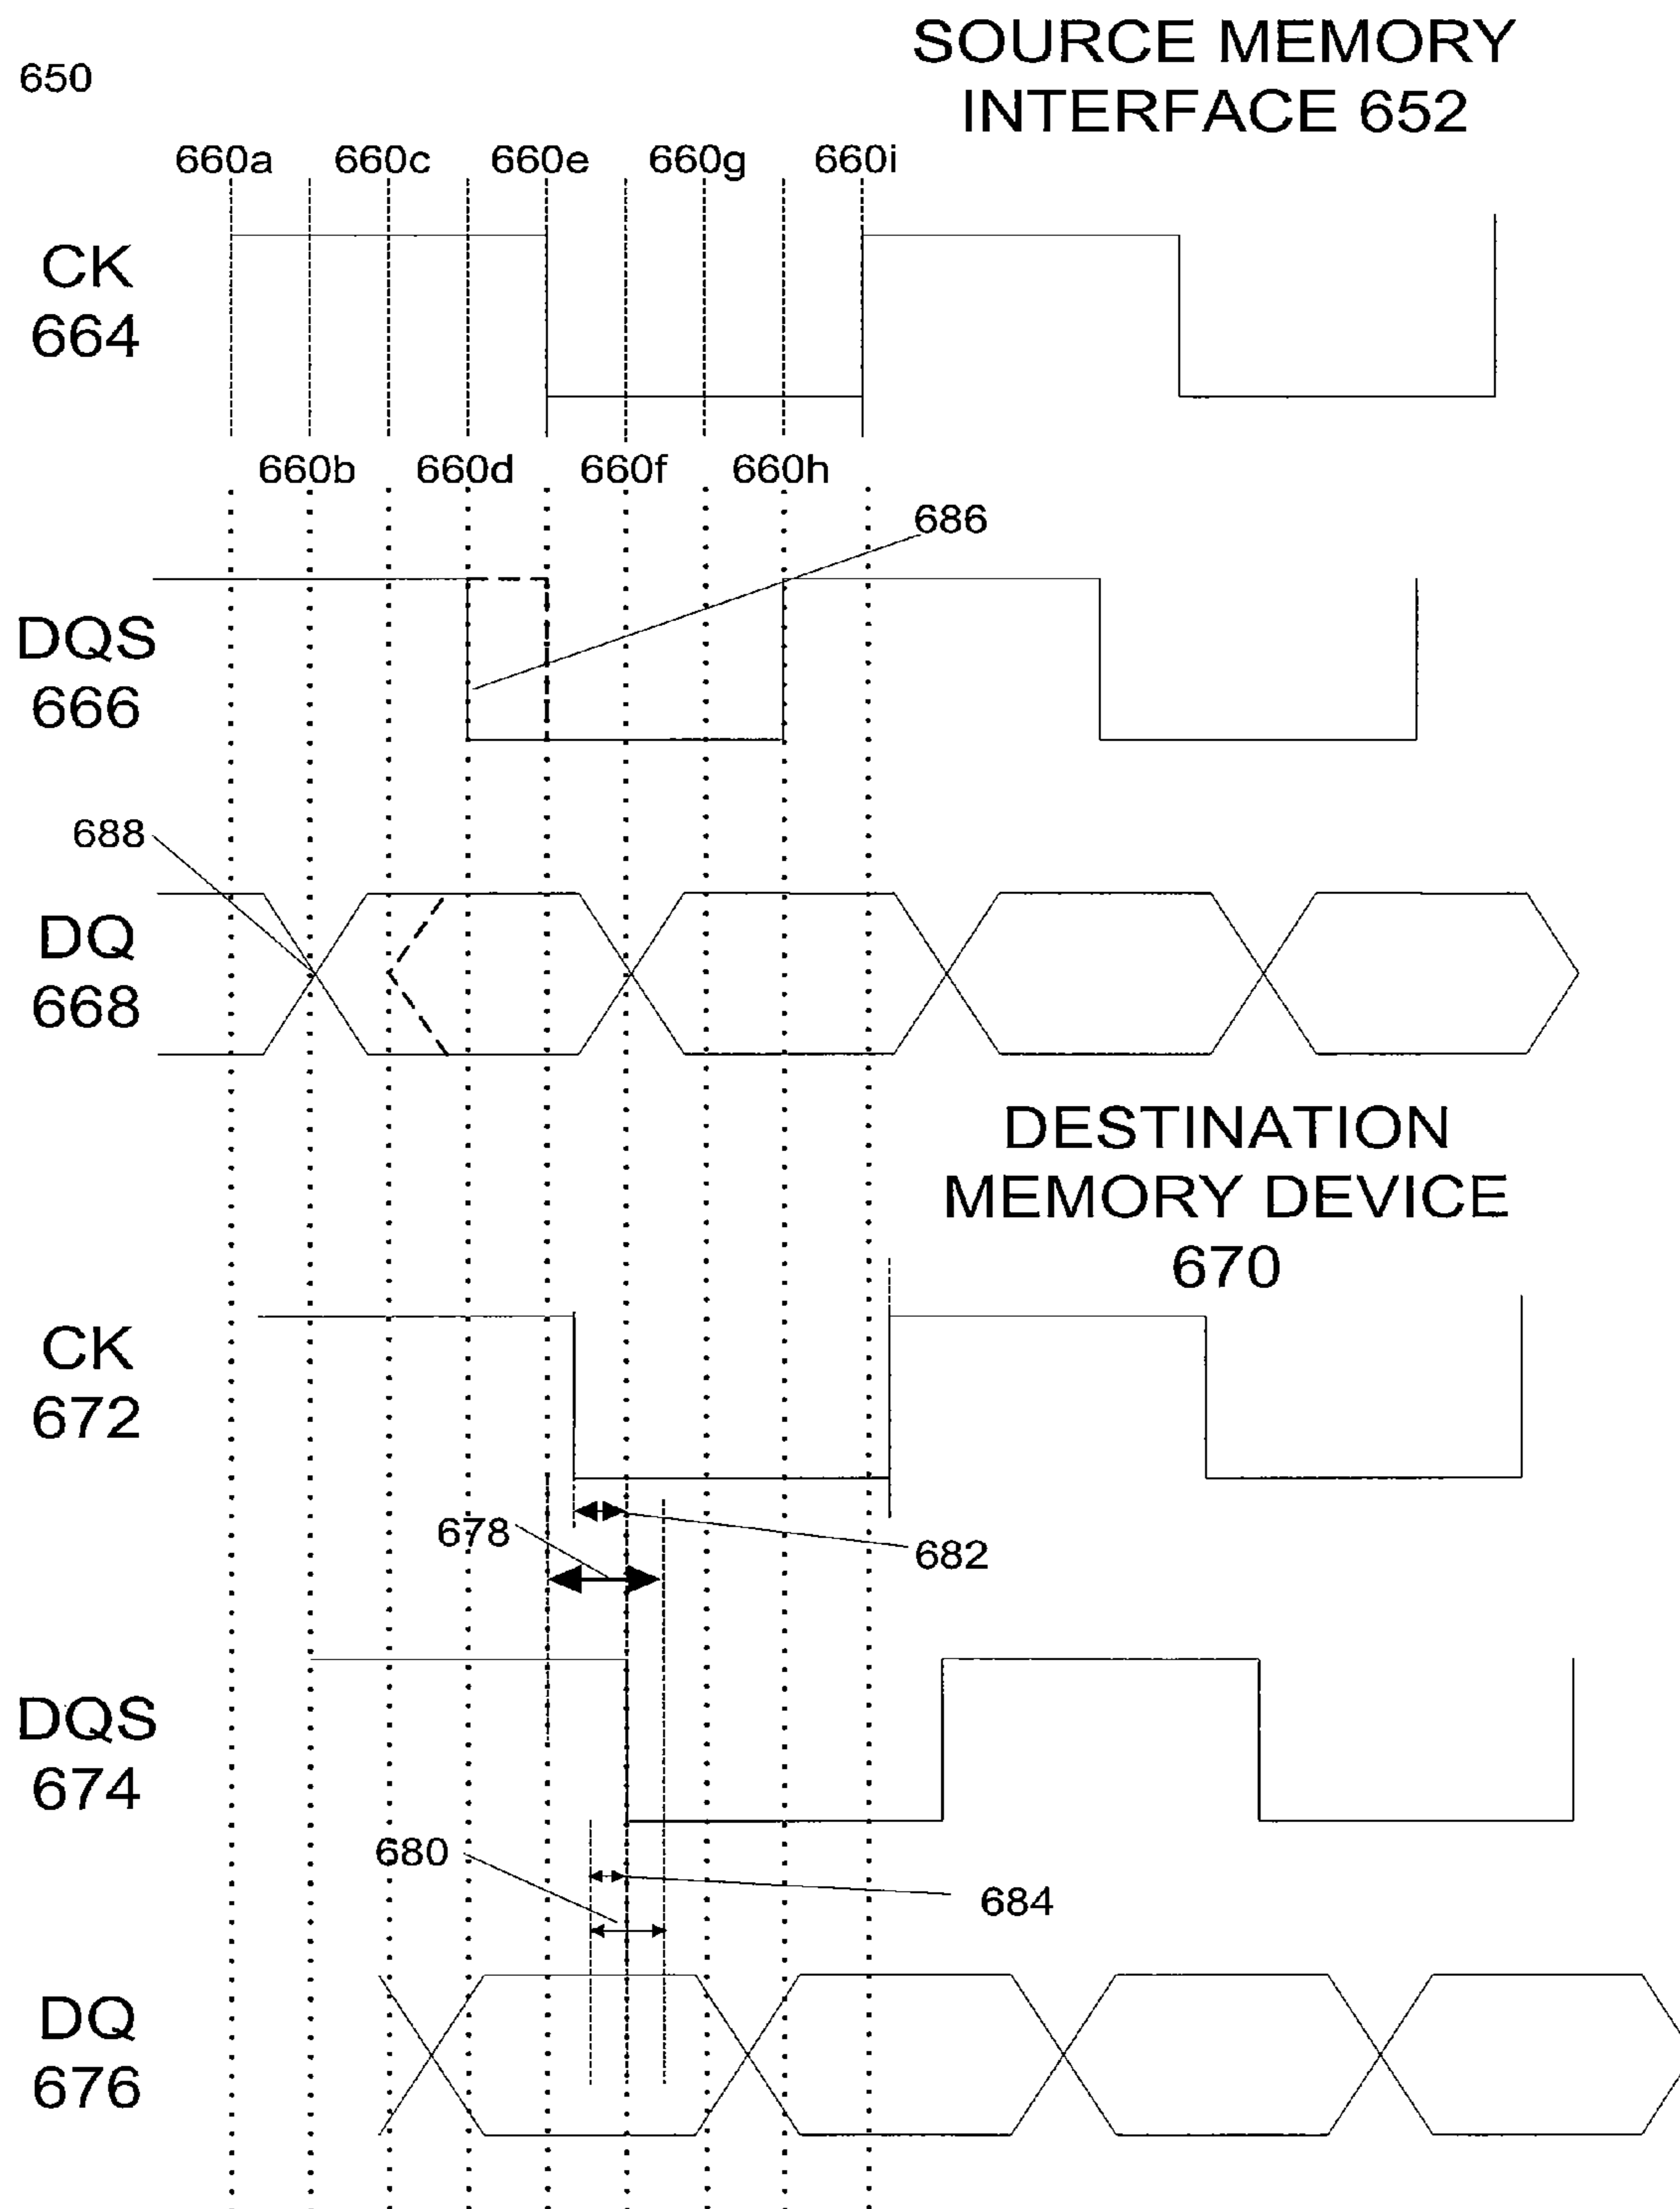 SOURCE MEMORY
650
INTERFACE 652
660a 660c 660e 660g 660i
CK
664
660b 660d 660f 660h
686
DQS
666
688
DQ
668
DESTINATION
MEMORY DEVICE
670
CK
672
678
682
DQS
674
680
684
DQ
676